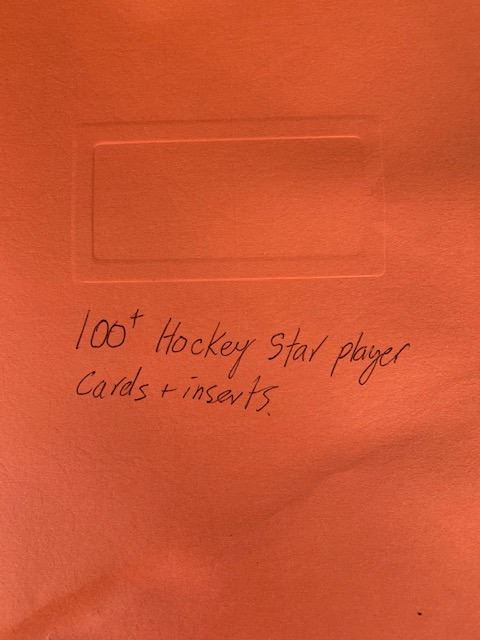 100+ Hockey Star player
Cards + inserts.